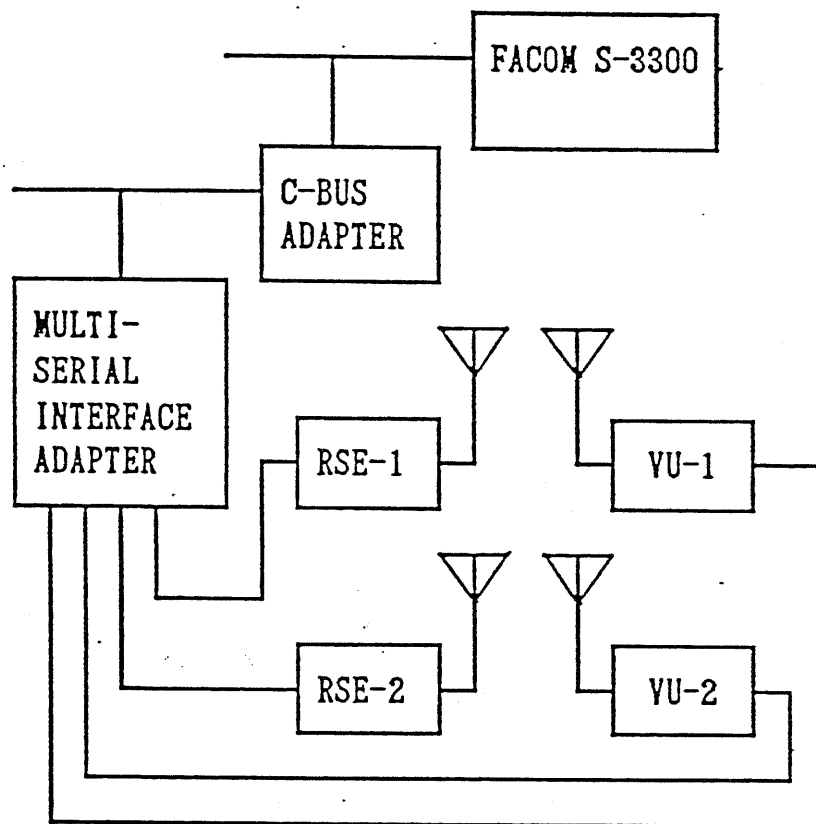 FACOM S-3300
C-BUS
ADAPTER
MULTI-
SERIAL
INTERFACE
ADAPTER
RSE-1
VU-1
RSE-2
VU-2